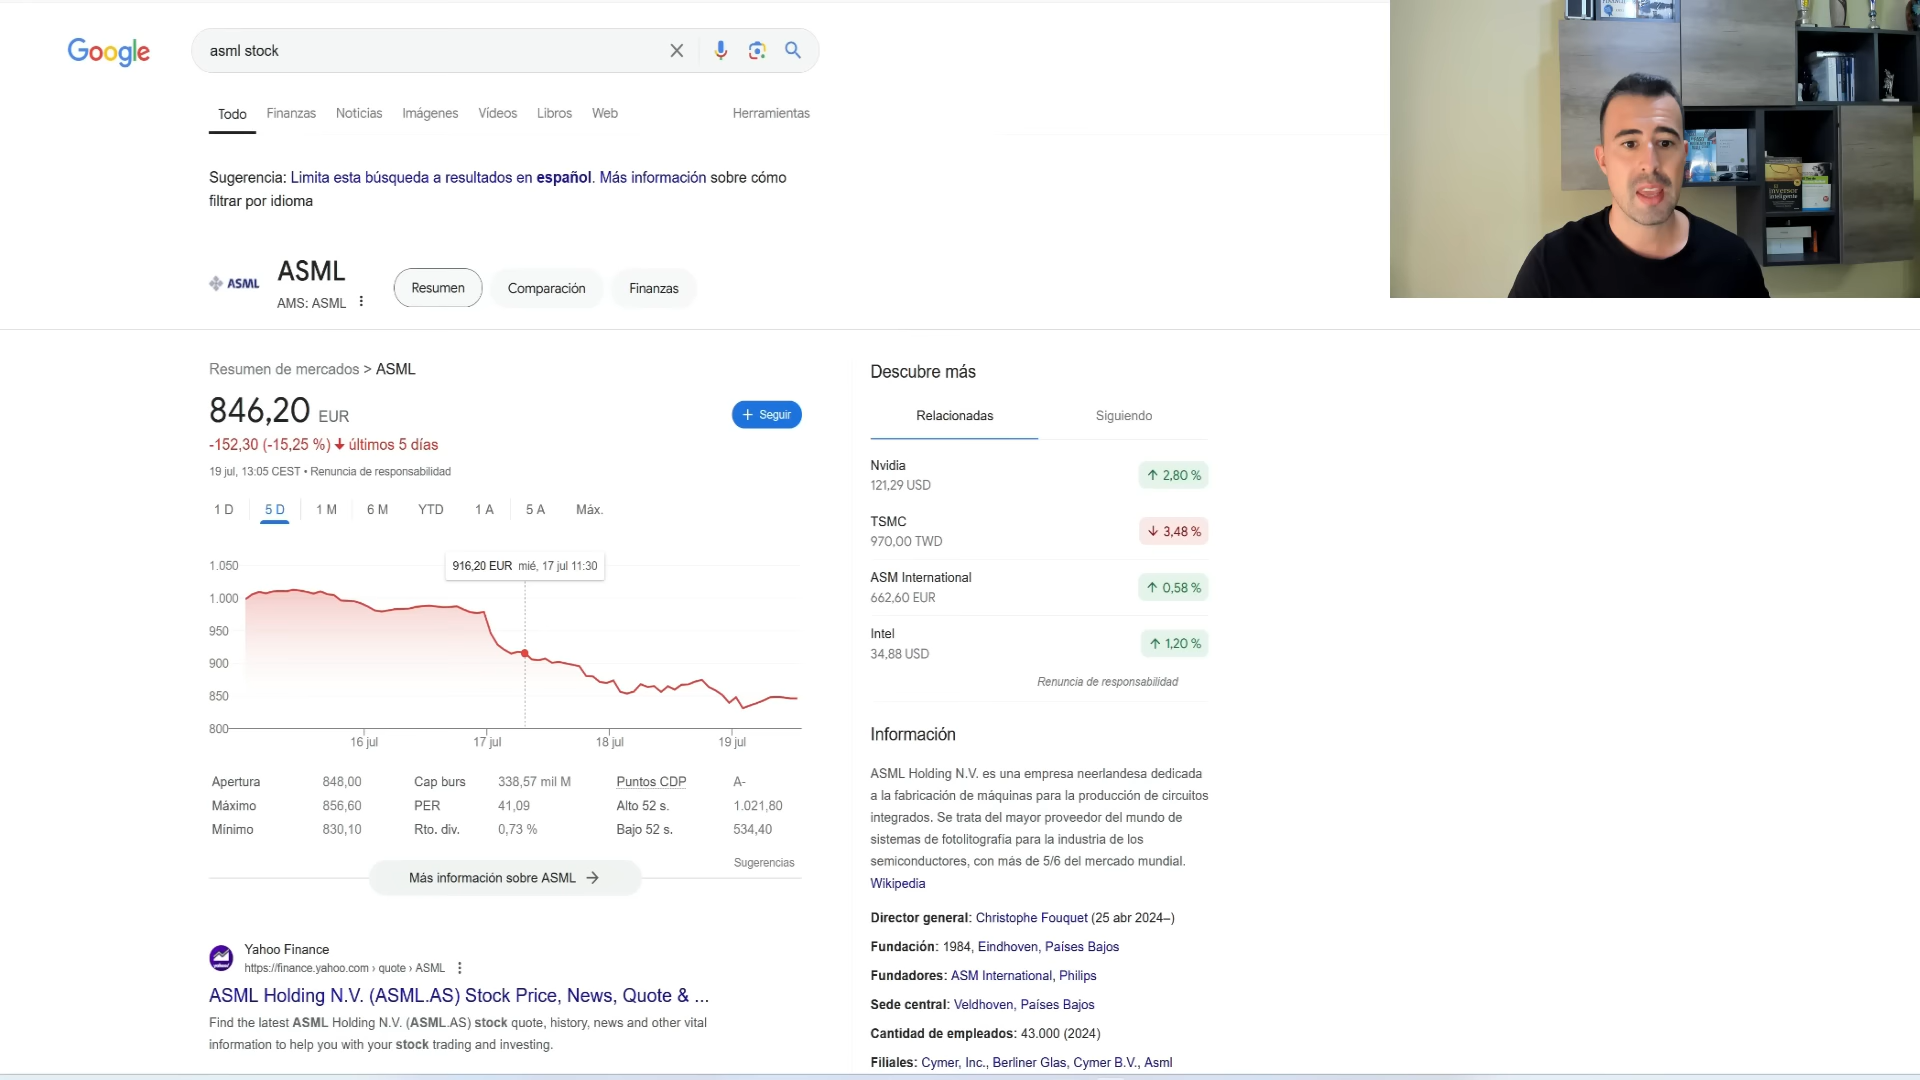 Google
asml stock
Todo Finanzas Noticias Imágenes Vídeos Libros Web Herramientas
Sugerencia: Limita esta búsqueda a resultados en español. Más información sobre cómo
filtrar por idioma
ASML
ASML
AMS: ASML
Resumen Comparación Finanzas
Resumen de mercados > ASML
846,20 EUR
+ Seguir
-152,30 (-15,25 %) ↓ últimos 5 días
19 jul, 13:05 CEST • Renuncia de responsabilidad
1 D 5 D 1 M 6 M YTD 1 A 5 A Máx.
916,20 EUR mié, 17 jul 11:30
1.050
1.000
950
900
850
800
16 jul 17 jul 18 jul 19 jul
Apertura 848,00 Cap burs 338,57 mil M Puntos CDP A-
Máximo 856,60 PER 41,09 Alto 52 s. 1.021,80
Mínimo 830,10 Rto. div. 0,73 % Bajo 52 s. 534,40
Sugerencias
Más información sobre ASML →
Yahoo Finance
https://finance.yahoo.com › quote › ASML
ASML Holding N.V. (ASML.AS) Stock Price, News, Quote & ...
Find the latest ASML Holding N.V. (ASML.AS) stock quote, history, news and other vital
information to help you with your stock trading and investing.
Descubre más
Relacionadas Siguiendo
Nvidia
121,29 USD
↑ 2,80 %
TSMC
970,00 TWD
↓ 3,48 %
ASM International
662,60 EUR
↑ 0,58 %
Intel
34,88 USD
↑ 1,20 %
Renuncia de responsabilidad
Información
ASML Holding N.V. es una empresa neerlandesa dedicada
a la fabricación de máquinas para la producción de circuitos
integrados. Se trata del mayor proveedor del mundo de
sistemas de fotolitografía para la industria de los
semiconductores, con más de 5/6 del mercado mundial.
Wikipedia
Director general: Christophe Fouquet (25 abr 2024–)
Fundación: 1984, Eindhoven, Países Bajos
Fundadores: ASM International, Philips
Sede central: Veldhoven, Países Bajos
Cantidad de empleados: 43.000 (2024)
Filiales: Cymer, Inc., Berliner Glas, Cymer B.V., Asml
inversor
inteligente